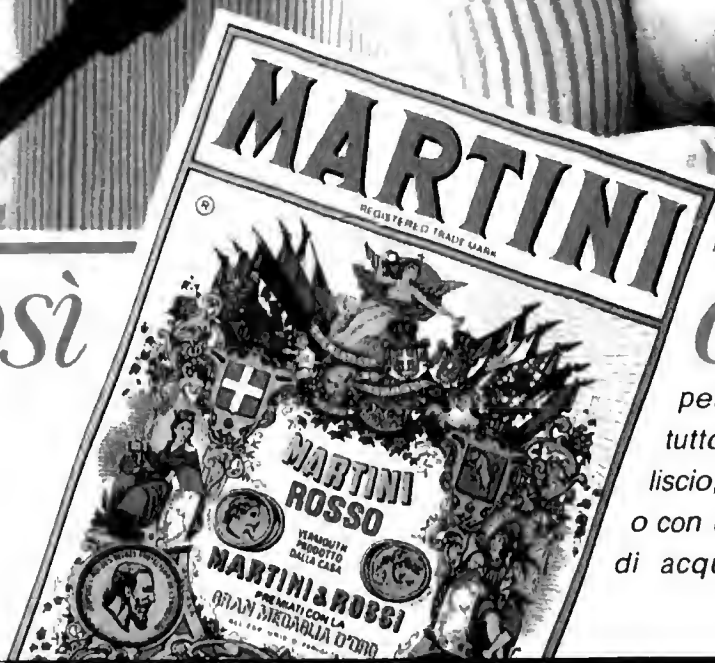 MARTINI
REGISTERED TRADE MARK
®
sì
MARTINI
ROSSO
VERMOUTH
PRODOTTO
DALLA CASA
MARTINI & ROSSI
PREMIATI CON LA
GRAN MEDAGLIA D'ORO
tutto
liscio,
o con
di acqu